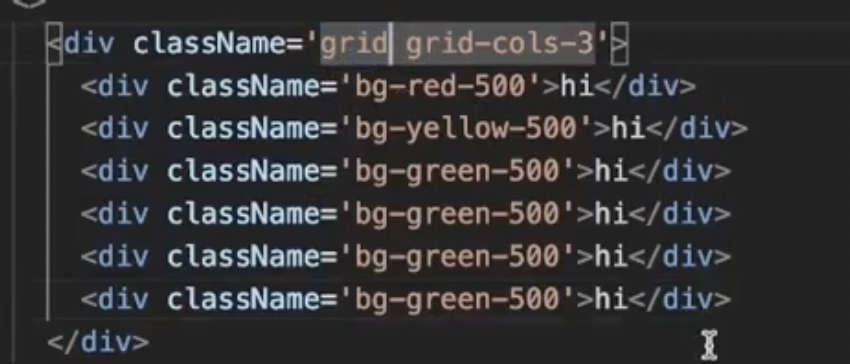 <div className='grid grid-cols-3'>
<div className='bg-red-500'>hi</div>
<div className='bg-yellow-500'>hi</div>
<div className='bg-green-500'>hi</div>
<div className='bg-green-500'>hi</div>
<div className='bg-green-500'>hi</div>
<div className='bg-green-500'>hi</div>
</div>